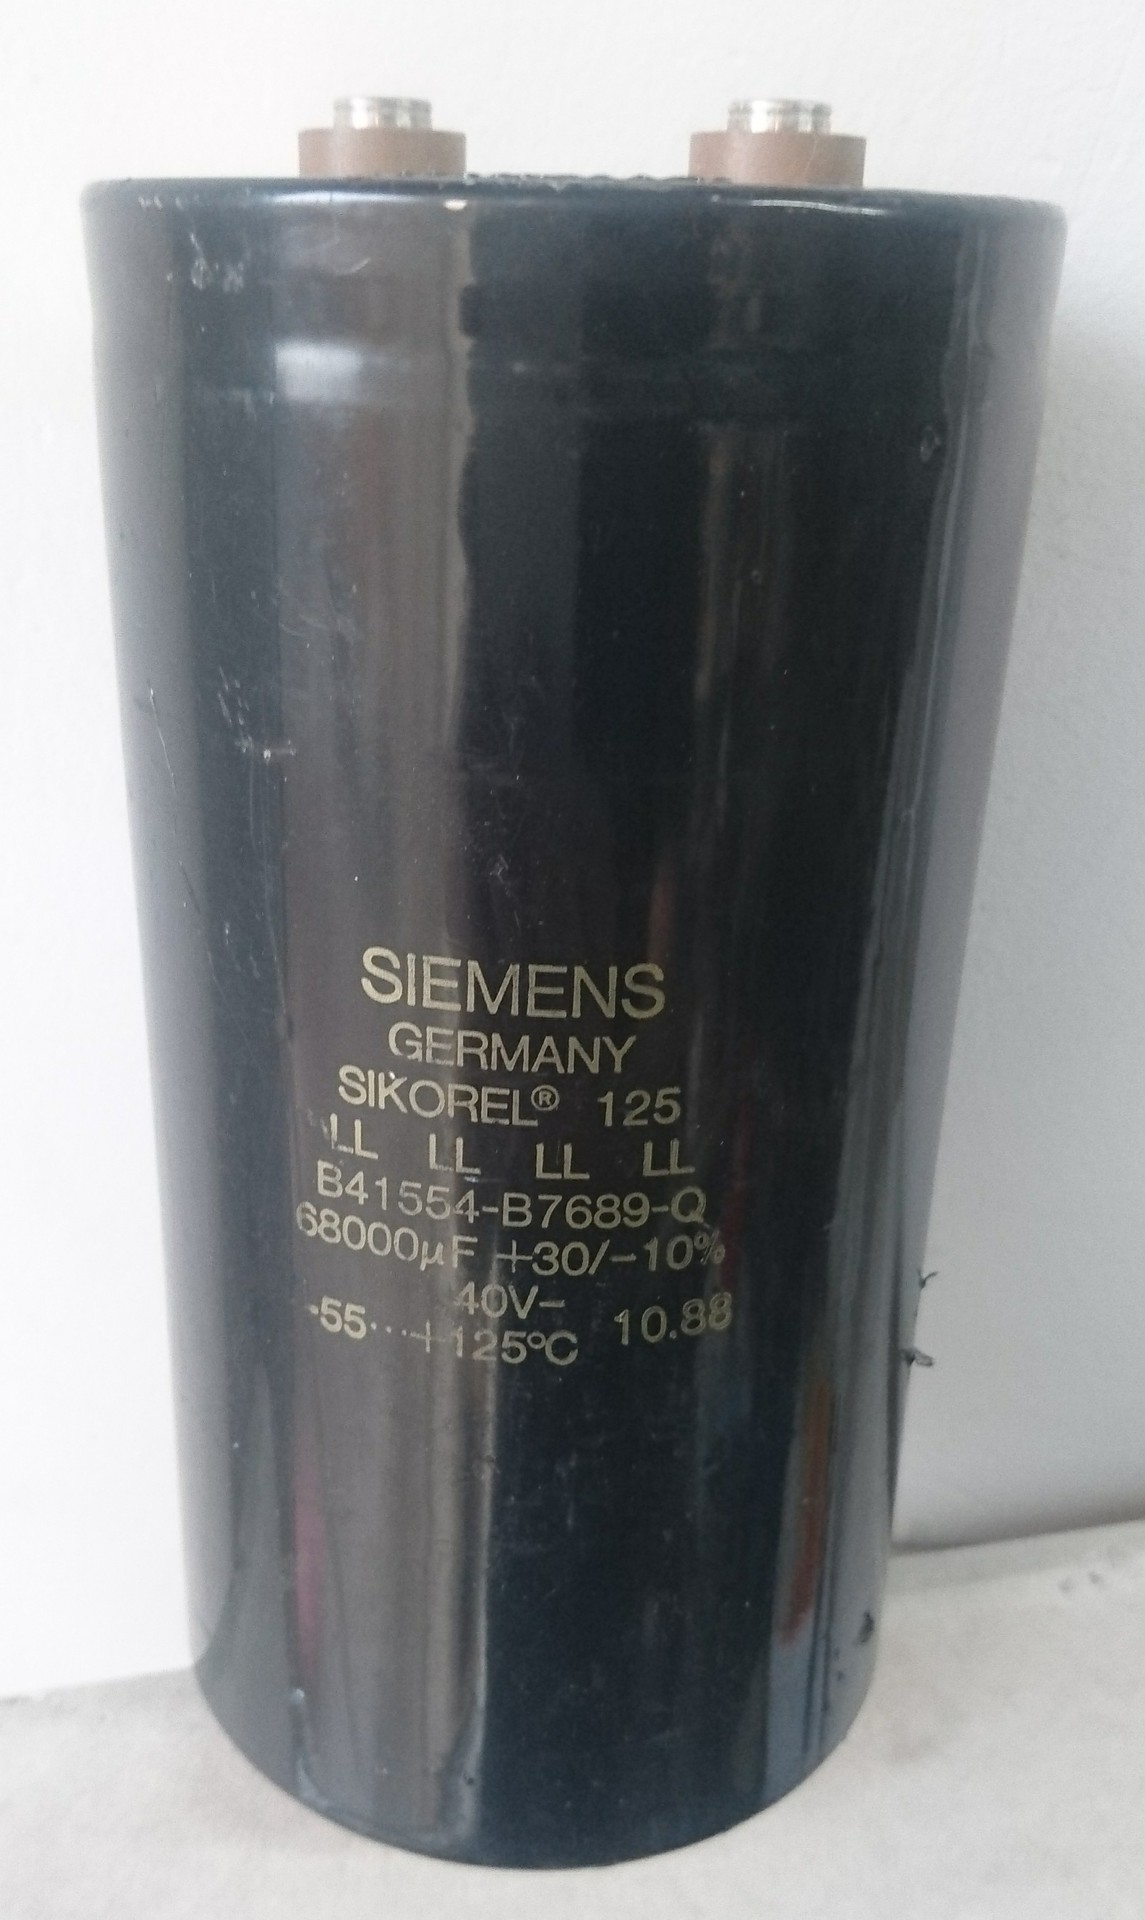 SIEMENS
GERMANY
SIKOREL® 125
LL LL LL LL
B41554-B7689-Q
68000µF +30/-10%
40V-
-55...+125°C 10.88